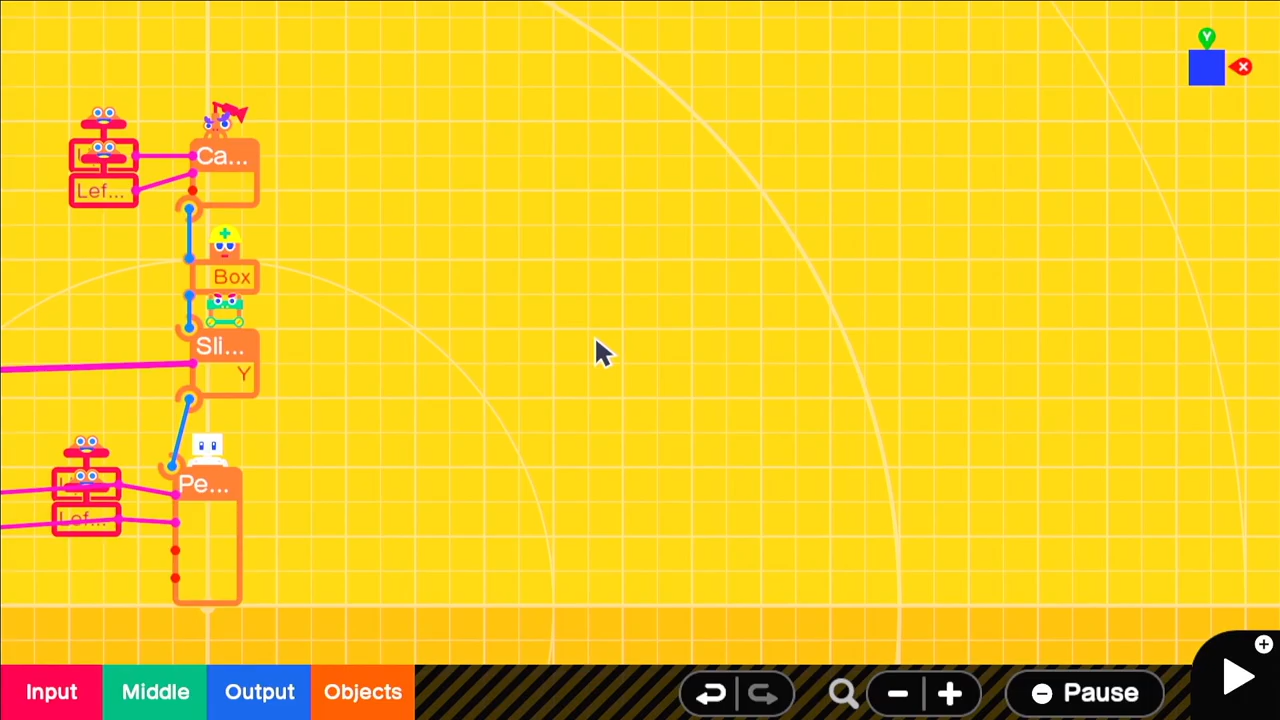 Y
X
Ca...
Lef...
Box
Sli...
Y
Pe...
Lef...
Input
Middle
Output
Objects
Pause